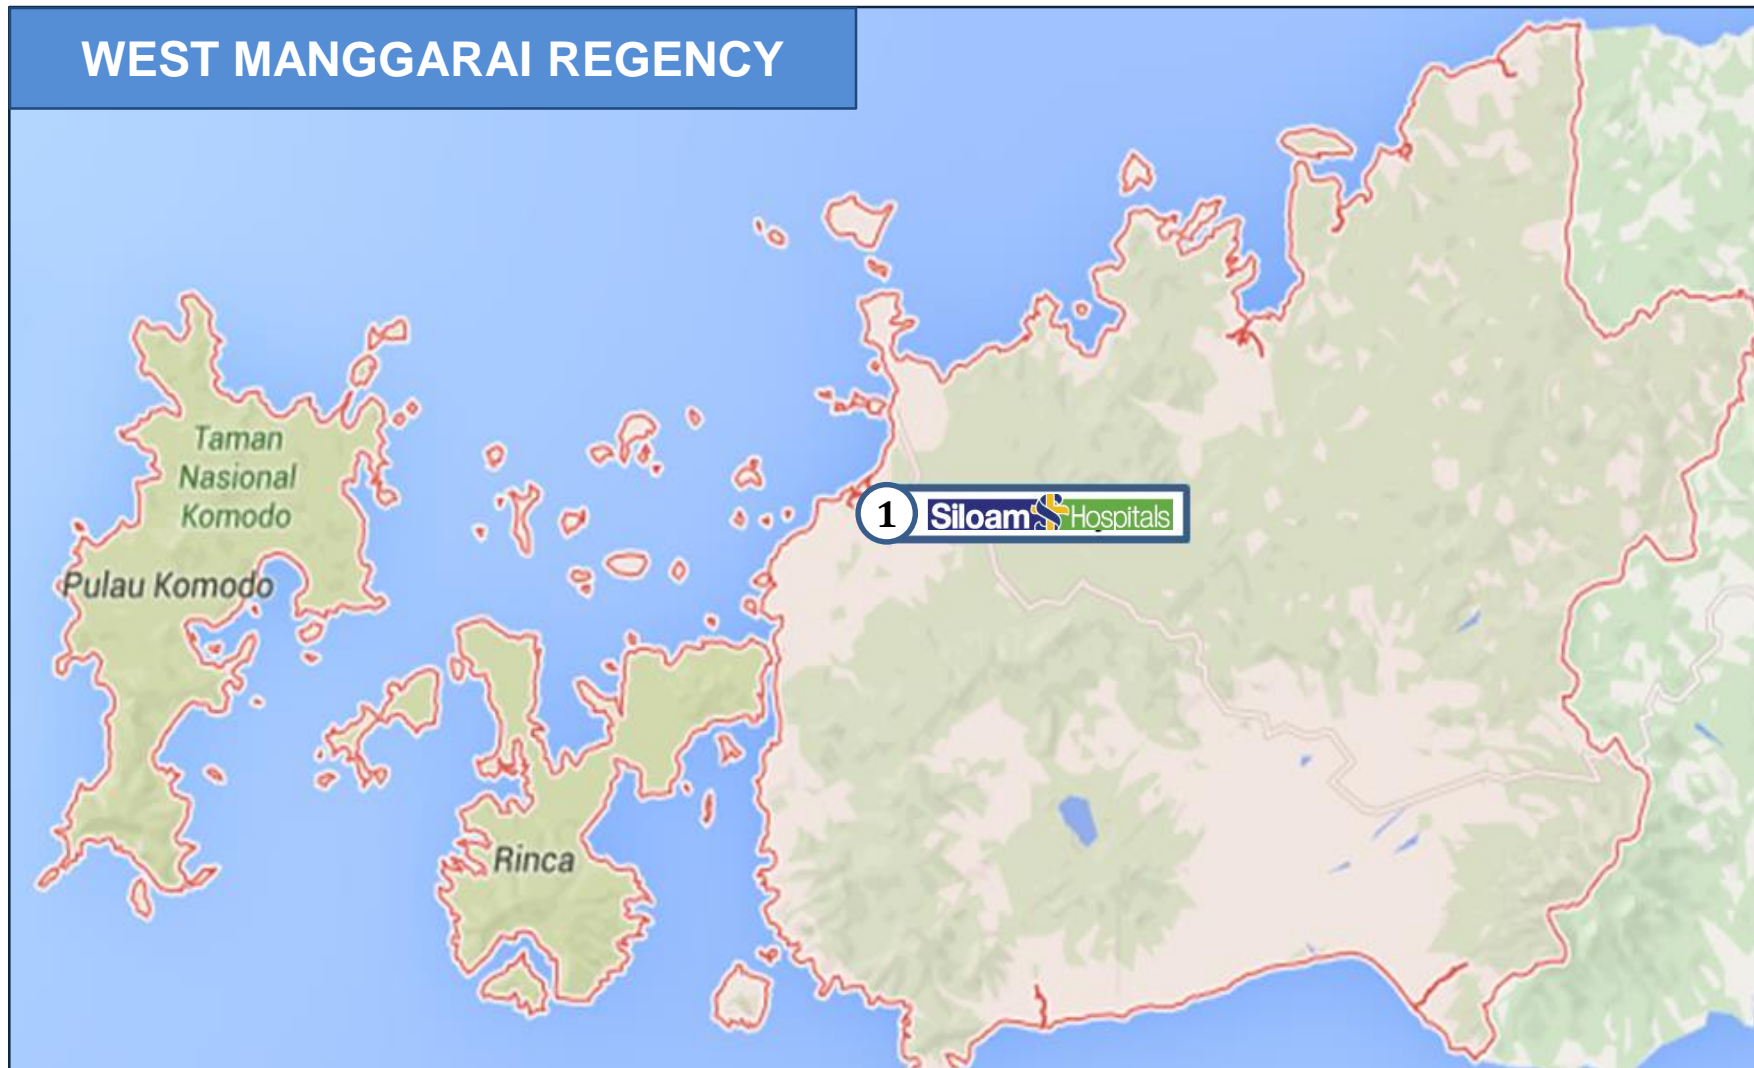 WEST MANGGARAI REGENCY
Taman
Nasional
Komodo
Pulau Komodo
1 Siloam Hospitals
Rinca